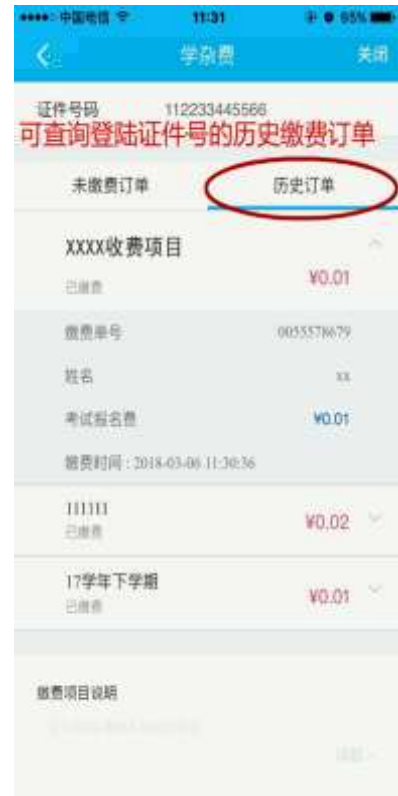 中国电信 11:31 95%
学杂费 关闭
证件号码 112233445566
可查询登陆证件号的历史缴费订单
未缴费订单 历史订单
XXXX收费项目
已缴费 ¥0.01
缴费单号 0055578679
姓名 xx
考试报名费 ¥0.01
缴费时间：2018-03-06 11:30:36
111111
已缴费 ¥0.02
17学年下学期
已缴费 ¥0.01
缴费项目说明